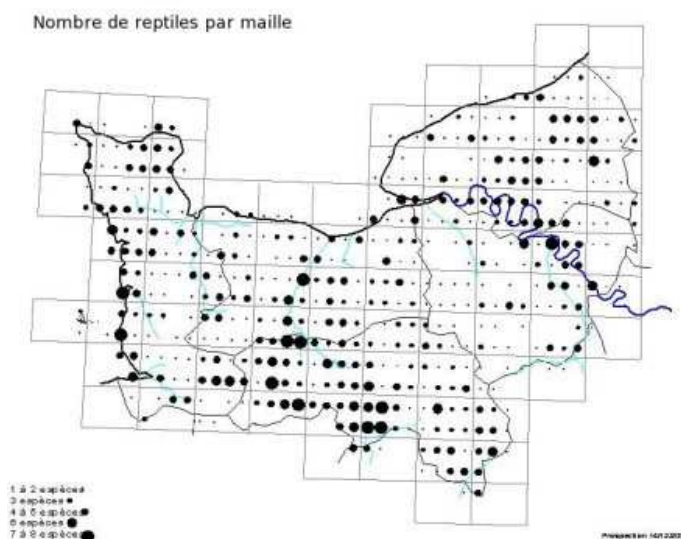 Nombre de reptiles par maille
1 à 2 espèces
3 espèces
4 à 5 espèces
6 espèces
7 à 8 espèces
Prospection